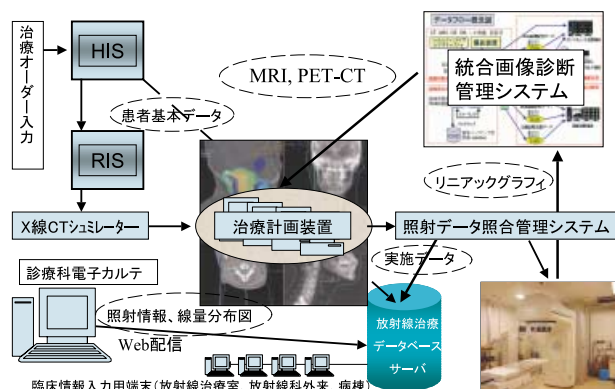 治療オーダー入力
HIS
RIS
患者基本データ
MRI, PET-CT
統合画像診断
管理システム
リニアックグラフィ
X線CTシュミレーター
治療計画装置
照射データ照合管理システム
実施データ
診療科電子カルテ
照射情報、線量分布図
Web配信
放射線治療
データベース
サーバ
臨床情報入力用端末(放射線治療室、放射線科外来、病棟)